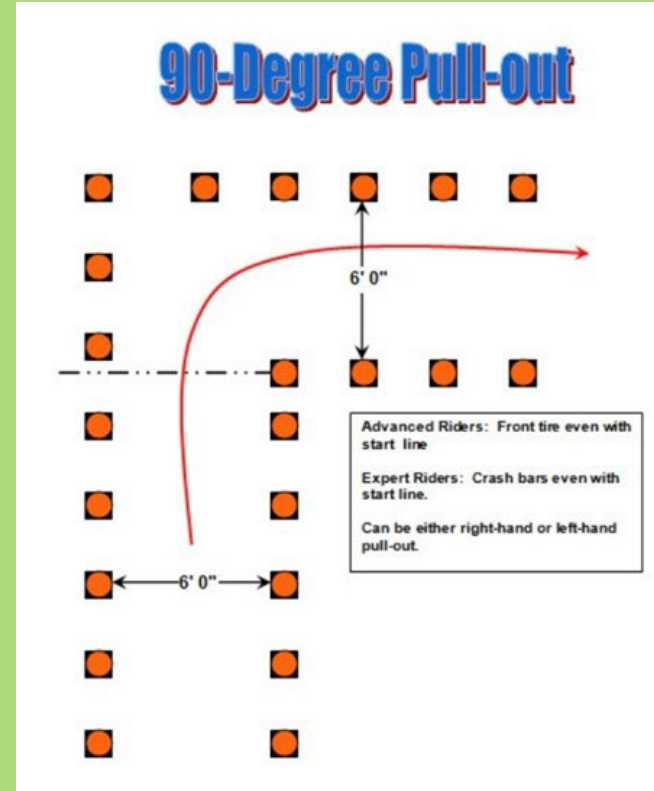 90-Degree Pull-out
6' 0"
Advanced Riders: Front tire even with
start line
Expert Riders: Crash bars even with
start line.
Can be either right-hand or left-hand
pull-out.
6' 0"